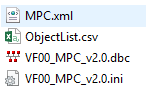 MPC.xml
ObjectList.csv
VF00_MPC_v2.0.dbc
VF00_MPC_v2.0.ini